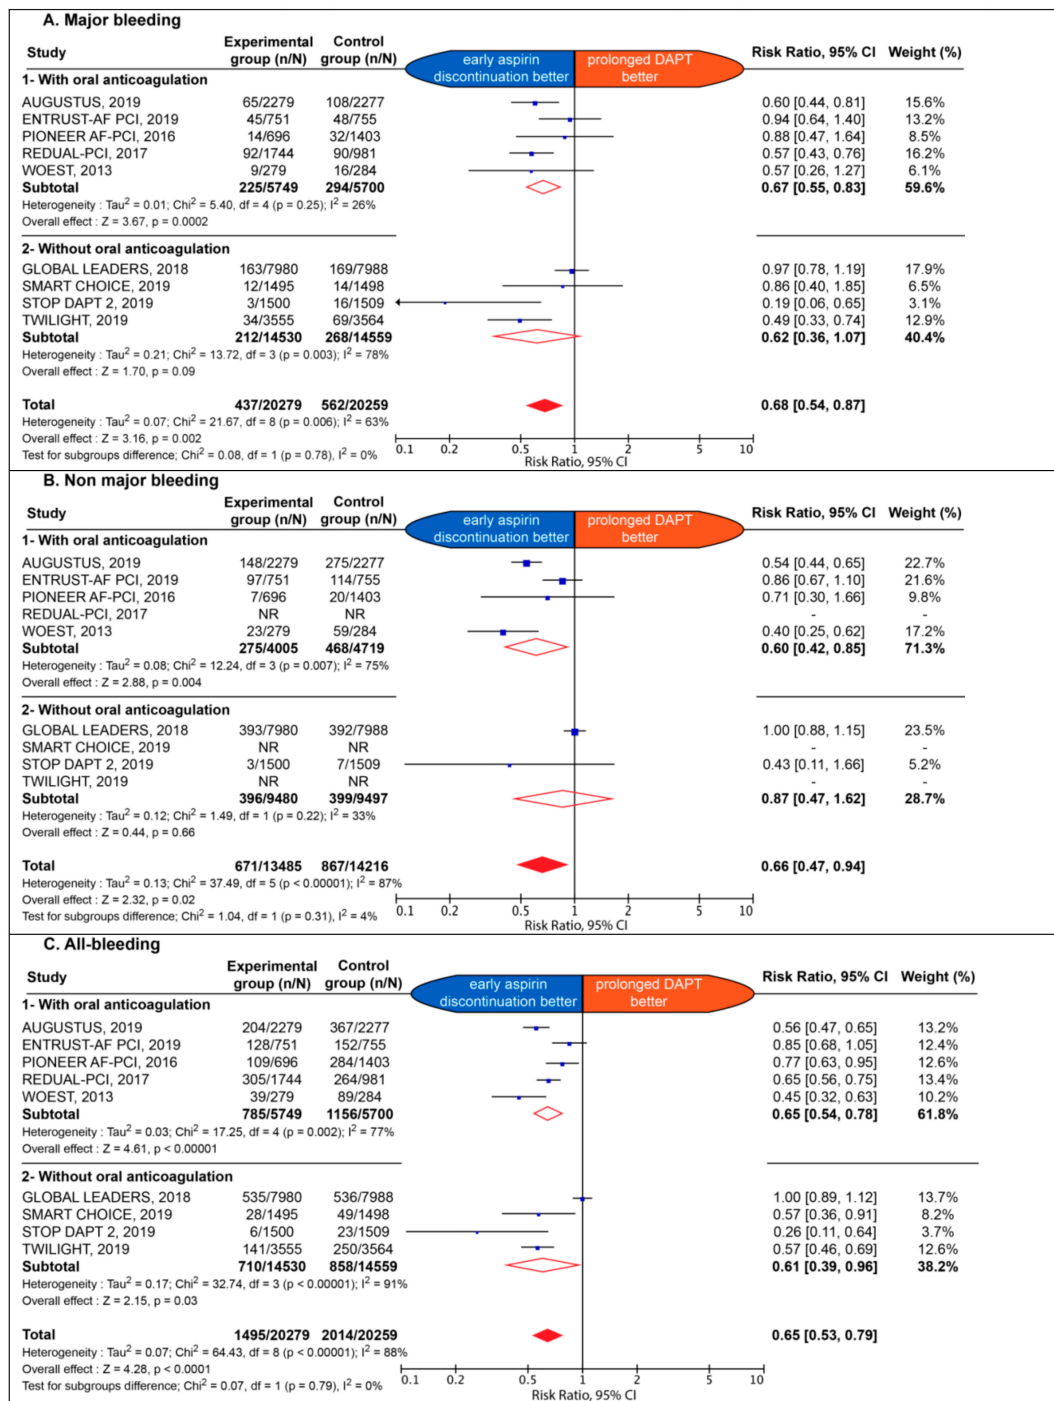 A. Major bleeding
Study Experimental group (n/N) Control group (n/N) early aspirin discontinuation better prolonged DAPT better Risk Ratio, 95% CI Weight (%)
1- With oral anticoagulation
AUGUSTUS, 2019 65/2279 108/2277 0.60 [0.44, 0.81] 15.6%
ENTRUST-AF PCI, 2019 45/751 48/755 0.94 [0.64, 1.40] 13.2%
PIONEER AF-PCI, 2016 14/696 32/1403 0.88 [0.47, 1.64] 8.5%
REDUAL-PCI, 2017 92/1744 90/981 0.57 [0.43, 0.76] 16.2%
WOEST, 2013 9/279 16/284 0.57 [0.26, 1.27] 6.1%
Subtotal 225/5749 294/5700 0.67 [0.55, 0.83] 59.6%
Heterogeneity : Tau² = 0.01; Chi² = 5.40, df = 4 (p = 0.25); I² = 26%
Overall effect : Z = 3.67, p = 0.0002
2- Without oral anticoagulation
GLOBAL LEADERS, 2018 163/7980 169/7988 0.97 [0.78, 1.19] 17.9%
SMART CHOICE, 2019 12/1495 14/1498 0.86 [0.40, 1.85] 6.5%
STOP DAPT 2, 2019 3/1500 16/1509 0.19 [0.06, 0.65] 3.1%
TWILIGHT, 2019 34/3555 69/3564 0.49 [0.33, 0.74] 12.9%
Subtotal 212/14530 268/14559 0.62 [0.36, 1.07] 40.4%
Heterogeneity : Tau² = 0.21; Chi² = 13.72, df = 3 (p = 0.003); I² = 78%
Overall effect : Z = 1.70, p = 0.09
Total 437/20279 562/20259 0.68 [0.54, 0.87]
Heterogeneity : Tau² = 0.07; Chi² = 21.67, df = 8 (p = 0.006); I² = 63%
Overall effect : Z = 3.16, p = 0.002
Test for subgroups difference; Chi² = 0.08, df = 1 (p = 0.78), I² = 0%
0.1 0.2 0.5 1 2 5 10
Risk Ratio, 95% CI
B. Non major bleeding
Study Experimental group (n/N) Control group (n/N) early aspirin discontinuation better prolonged DAPT better Risk Ratio, 95% CI Weight (%)
1- With oral anticoagulation
AUGUSTUS, 2019 148/2279 275/2277 0.54 [0.44, 0.65] 22.7%
ENTRUST-AF PCI, 2019 97/751 114/755 0.86 [0.67, 1.10] 21.6%
PIONEER AF-PCI, 2016 7/696 20/1403 0.71 [0.30, 1.66] 9.8%
REDUAL-PCI, 2017 NR NR - -
WOEST, 2013 23/279 59/284 0.40 [0.25, 0.62] 17.2%
Subtotal 275/4005 468/4719 0.60 [0.42, 0.85] 71.3%
Heterogeneity : Tau² = 0.08; Chi² = 12.24, df = 3 (p = 0.007); I² = 75%
Overall effect : Z = 2.88, p = 0.004
2- Without oral anticoagulation
GLOBAL LEADERS, 2018 393/7980 392/7988 1.00 [0.88, 1.15] 23.5%
SMART CHOICE, 2019 NR NR - -
STOP DAPT 2, 2019 3/1500 7/1509 0.43 [0.11, 1.66] 5.2%
TWILIGHT, 2019 NR NR - -
Subtotal 396/9480 399/9497 0.87 [0.47, 1.62] 28.7%
Heterogeneity : Tau² = 0.12; Chi² = 1.49, df = 1 (p = 0.22); I² = 33%
Overall effect : Z = 0.44, p = 0.66
Total 671/13485 867/14216 0.66 [0.47, 0.94]
Heterogeneity : Tau² = 0.13; Chi² = 37.49, df = 5 (p < 0.00001); I² = 87%
Overall effect : Z = 2.32, p = 0.02
Test for subgroups difference; Chi² = 1.04, df = 1 (p = 0.31), I² = 4%
0.1 0.2 0.5 1 2 5 10
Risk Ratio, 95% CI
C. All-bleeding
Study Experimental group (n/N) Control group (n/N) early aspirin discontinuation better prolonged DAPT better Risk Ratio, 95% CI Weight (%)
1- With oral anticoagulation
AUGUSTUS, 2019 204/2279 367/2277 0.56 [0.47, 0.65] 13.2%
ENTRUST-AF PCI, 2019 128/751 152/755 0.85 [0.68, 1.05] 12.4%
PIONEER AF-PCI, 2016 109/696 284/1403 0.77 [0.63, 0.95] 12.6%
REDUAL-PCI, 2017 305/1744 264/981 0.65 [0.56, 0.75] 13.4%
WOEST, 2013 39/279 89/284 0.45 [0.32, 0.63] 10.2%
Subtotal 785/5749 1156/5700 0.65 [0.54, 0.78] 61.8%
Heterogeneity : Tau² = 0.03; Chi² = 17.25, df = 4 (p = 0.002); I² = 77%
Overall effect : Z = 4.61, p < 0.00001
2- Without oral anticoagulation
GLOBAL LEADERS, 2018 535/7980 536/7988 1.00 [0.89, 1.12] 13.7%
SMART CHOICE, 2019 28/1495 49/1498 0.57 [0.36, 0.91] 8.2%
STOP DAPT 2, 2019 6/1500 23/1509 0.26 [0.11, 0.64] 3.7%
TWILIGHT, 2019 141/3555 250/3564 0.57 [0.46, 0.69] 12.6%
Subtotal 710/14530 858/14559 0.61 [0.39, 0.96] 38.2%
Heterogeneity : Tau² = 0.17; Chi² = 32.74, df = 3 (p < 0.00001); I² = 91%
Overall effect : Z = 2.15, p = 0.03
Total 1495/20279 2014/20259 0.65 [0.53, 0.79]
Heterogeneity : Tau² = 0.07; Chi² = 64.43, df = 8 (p < 0.00001); I² = 88%
Overall effect : Z = 4.28, p < 0.0001
Test for subgroups difference; Chi² = 0.07, df = 1 (p = 0.79), I² = 0%
0.1 0.2 0.5 1 2 5 10
Risk Ratio, 95% CI